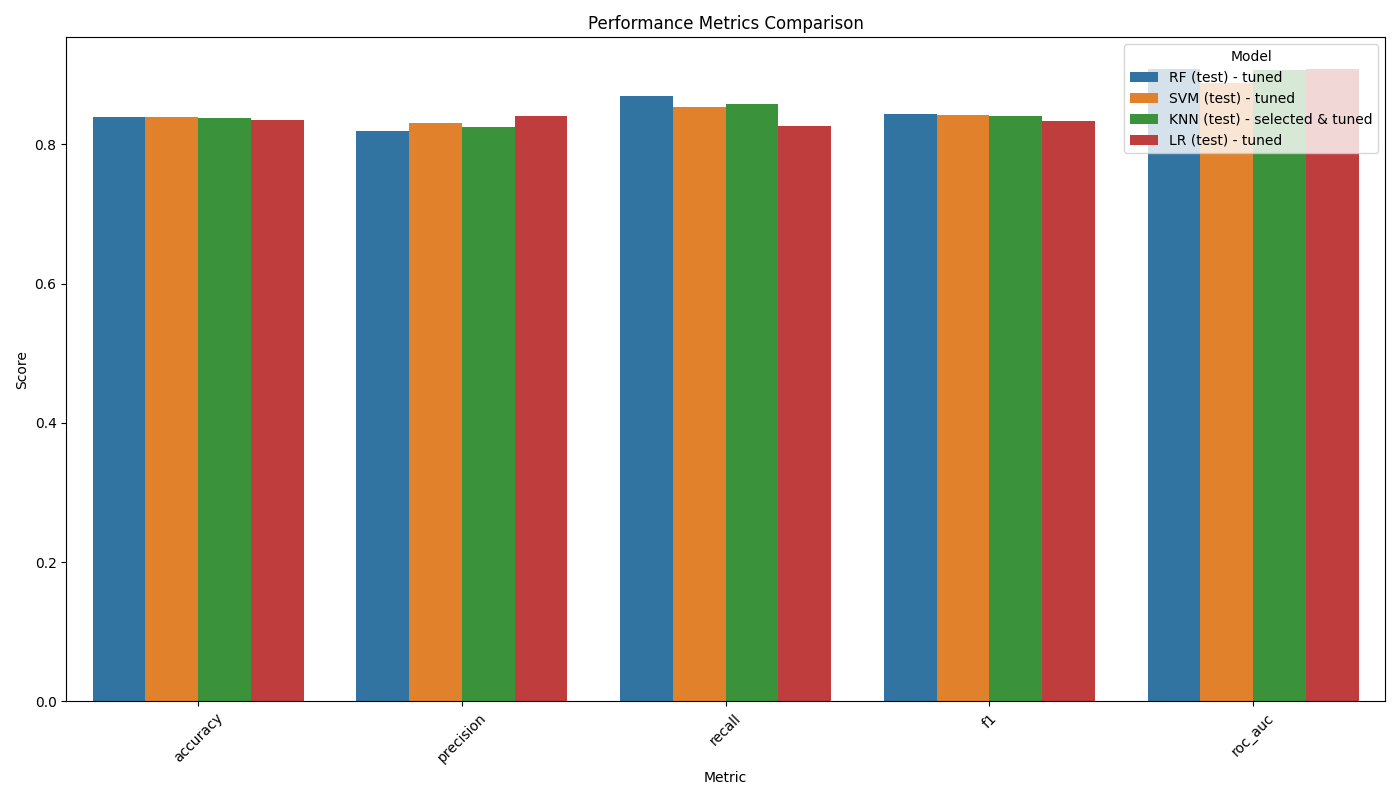 Performance Metrics Comparison
Model
RF (test) - tuned
SVM (test) - tuned
KNN (test) - selected & tuned
LR (test) - tuned
0.8
0.6
0.4
0.2
0.0
Score
accuracy
precision
recall
f1
roc_auc
Metric